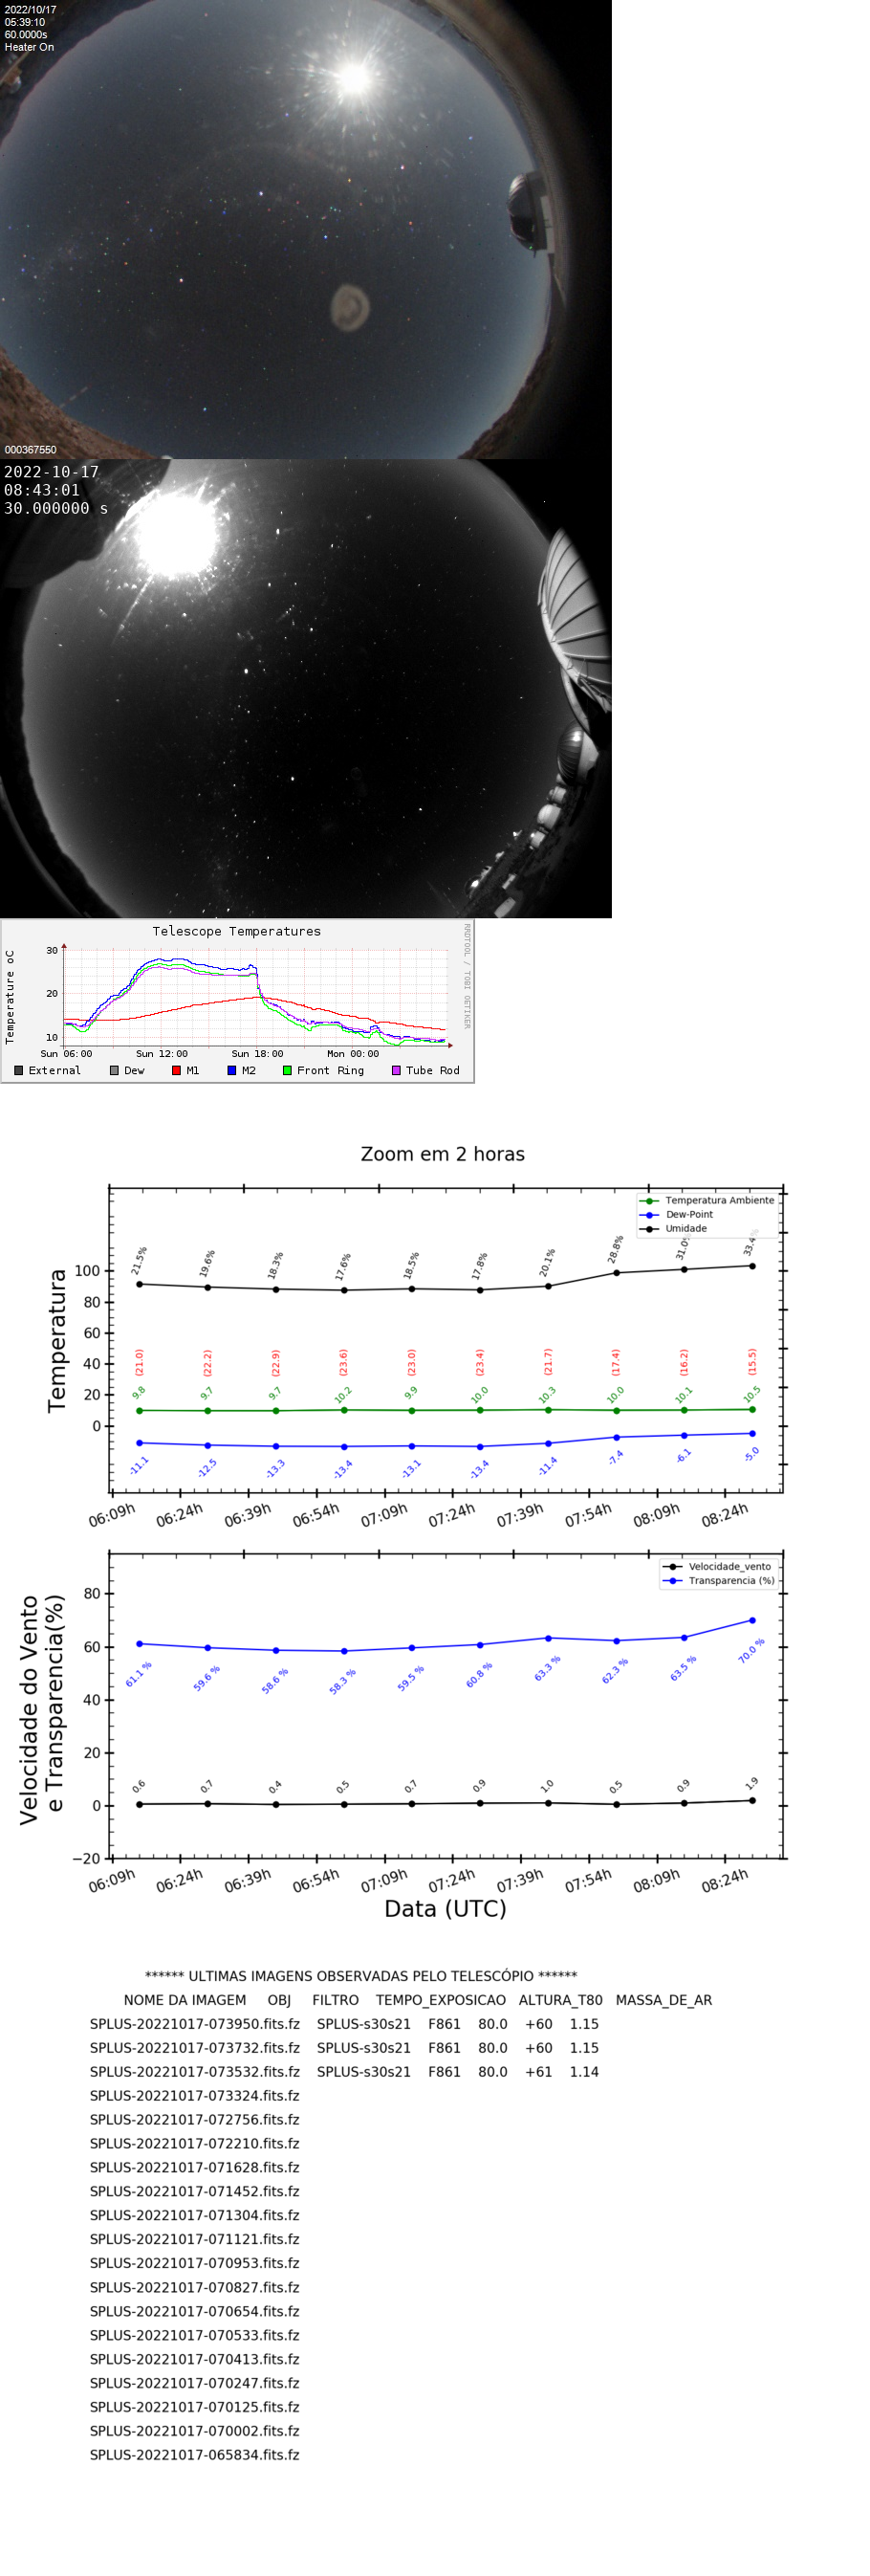 2022/10/17
05:39:10
60.0000s
Heater On
000367550
2022-10-17
08:43:01
30.000000 s
Telescope Temperatures
RRDTOOL / TOBI OETIKER
Temperature oC
30
20
10
Sun 06:00 Sun 12:00 Sun 18:00 Mon 00:00
External Dew M1 M2 Front Ring Tube Rod
Zoom em 2 horas
Temperatura Ambiente
Dew-Point
Umidade
Temperatura
100
80
60
40
20
0
21.5% 19.6% 18.3% 17.6% 18.5% 17.8% 20.1% 28.8% 31.0% 33.4%
(21.0) (22.2) (22.9) (23.6) (23.0) (23.4) (21.7) (17.4) (16.2) (15.5)
9.8 9.7 9.7 10.2 9.9 10.0 10.3 10.0 10.1 10.5
-11.1 -12.5 -13.3 -13.4 -13.1 -13.4 -11.4 -7.4 -6.1 -5.0
06:09h 06:24h 06:39h 06:54h 07:09h 07:24h 07:39h 07:54h 08:09h 08:24h
Velocidade_vento
Transparencia (%)
Velocidade do Vento
e Transparencia(%)
80
60
40
20
0
−20
61.1 % 59.6 % 58.6 % 58.3 % 59.5 % 60.8 % 63.3 % 62.3 % 63.5 % 70.0 %
0.6 0.7 0.4 0.5 0.7 0.9 1.0 0.5 0.9 1.9
06:09h 06:24h 06:39h 06:54h 07:09h 07:24h 07:39h 07:54h 08:09h 08:24h
Data (UTC)
****** ULTIMAS IMAGENS OBSERVADAS PELO TELESCÓPIO ******
NOME DA IMAGEM OBJ FILTRO TEMPO_EXPOSICAO ALTURA_T80 MASSA_DE_AR
SPLUS-20221017-073950.fits.fz SPLUS-s30s21 F861 80.0 +60 1.15
SPLUS-20221017-073732.fits.fz SPLUS-s30s21 F861 80.0 +60 1.15
SPLUS-20221017-073532.fits.fz SPLUS-s30s21 F861 80.0 +61 1.14
SPLUS-20221017-073324.fits.fz
SPLUS-20221017-072756.fits.fz
SPLUS-20221017-072210.fits.fz
SPLUS-20221017-071628.fits.fz
SPLUS-20221017-071452.fits.fz
SPLUS-20221017-071304.fits.fz
SPLUS-20221017-071121.fits.fz
SPLUS-20221017-070953.fits.fz
SPLUS-20221017-070827.fits.fz
SPLUS-20221017-070654.fits.fz
SPLUS-20221017-070533.fits.fz
SPLUS-20221017-070413.fits.fz
SPLUS-20221017-070247.fits.fz
SPLUS-20221017-070125.fits.fz
SPLUS-20221017-070002.fits.fz
SPLUS-20221017-065834.fits.fz